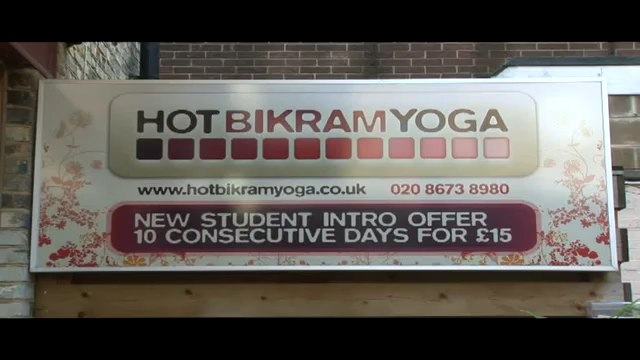 HOTBIKRAMYOGA
www.hotbikramyoga.co.uk 020 8673 8980
NEW STUDENT INTRO OFFER
10 CONSECUTIVE DAYS FOR £15